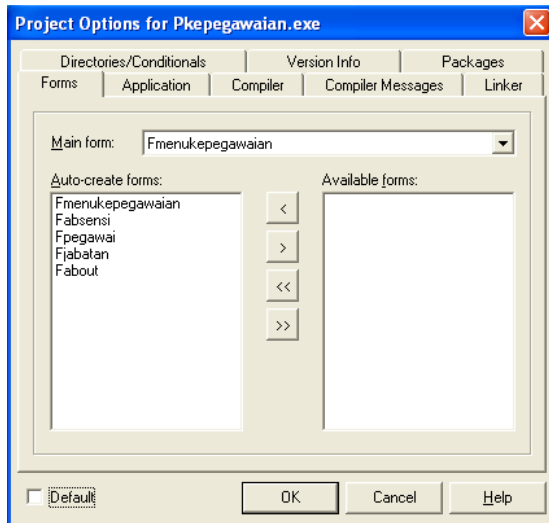 Project Options for Pkepegawaian.exe
Directories/Conditionals Version Info Packages
Forms Application Compiler Compiler Messages Linker
Main form: Fmenukepegawaian
Auto-create forms: Available forms:
Fmenukepegawaian
Fabsensi
Fpegawai
Fjabatan
Fabout
<
>
<<
>>
Default OK Cancel Help